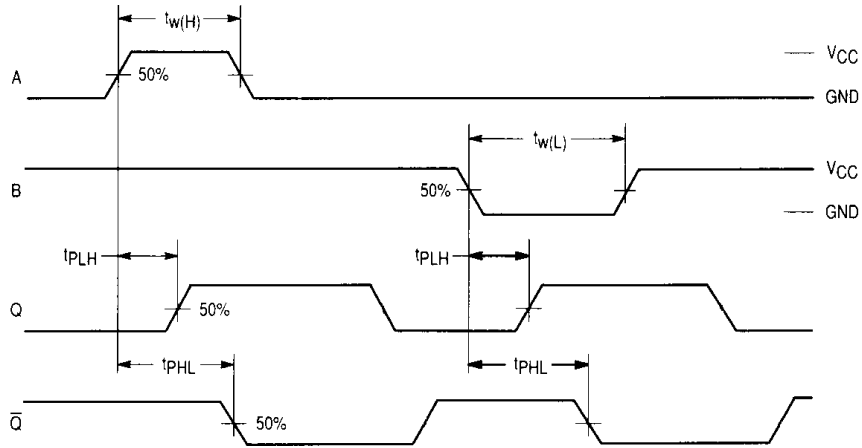 tw(H)
VCC
A
50%
GND
tw(L)
VCC
B
50%
GND
tPLH
tPLH
Q
50%
tPHL
tPHL
Q̅
50%